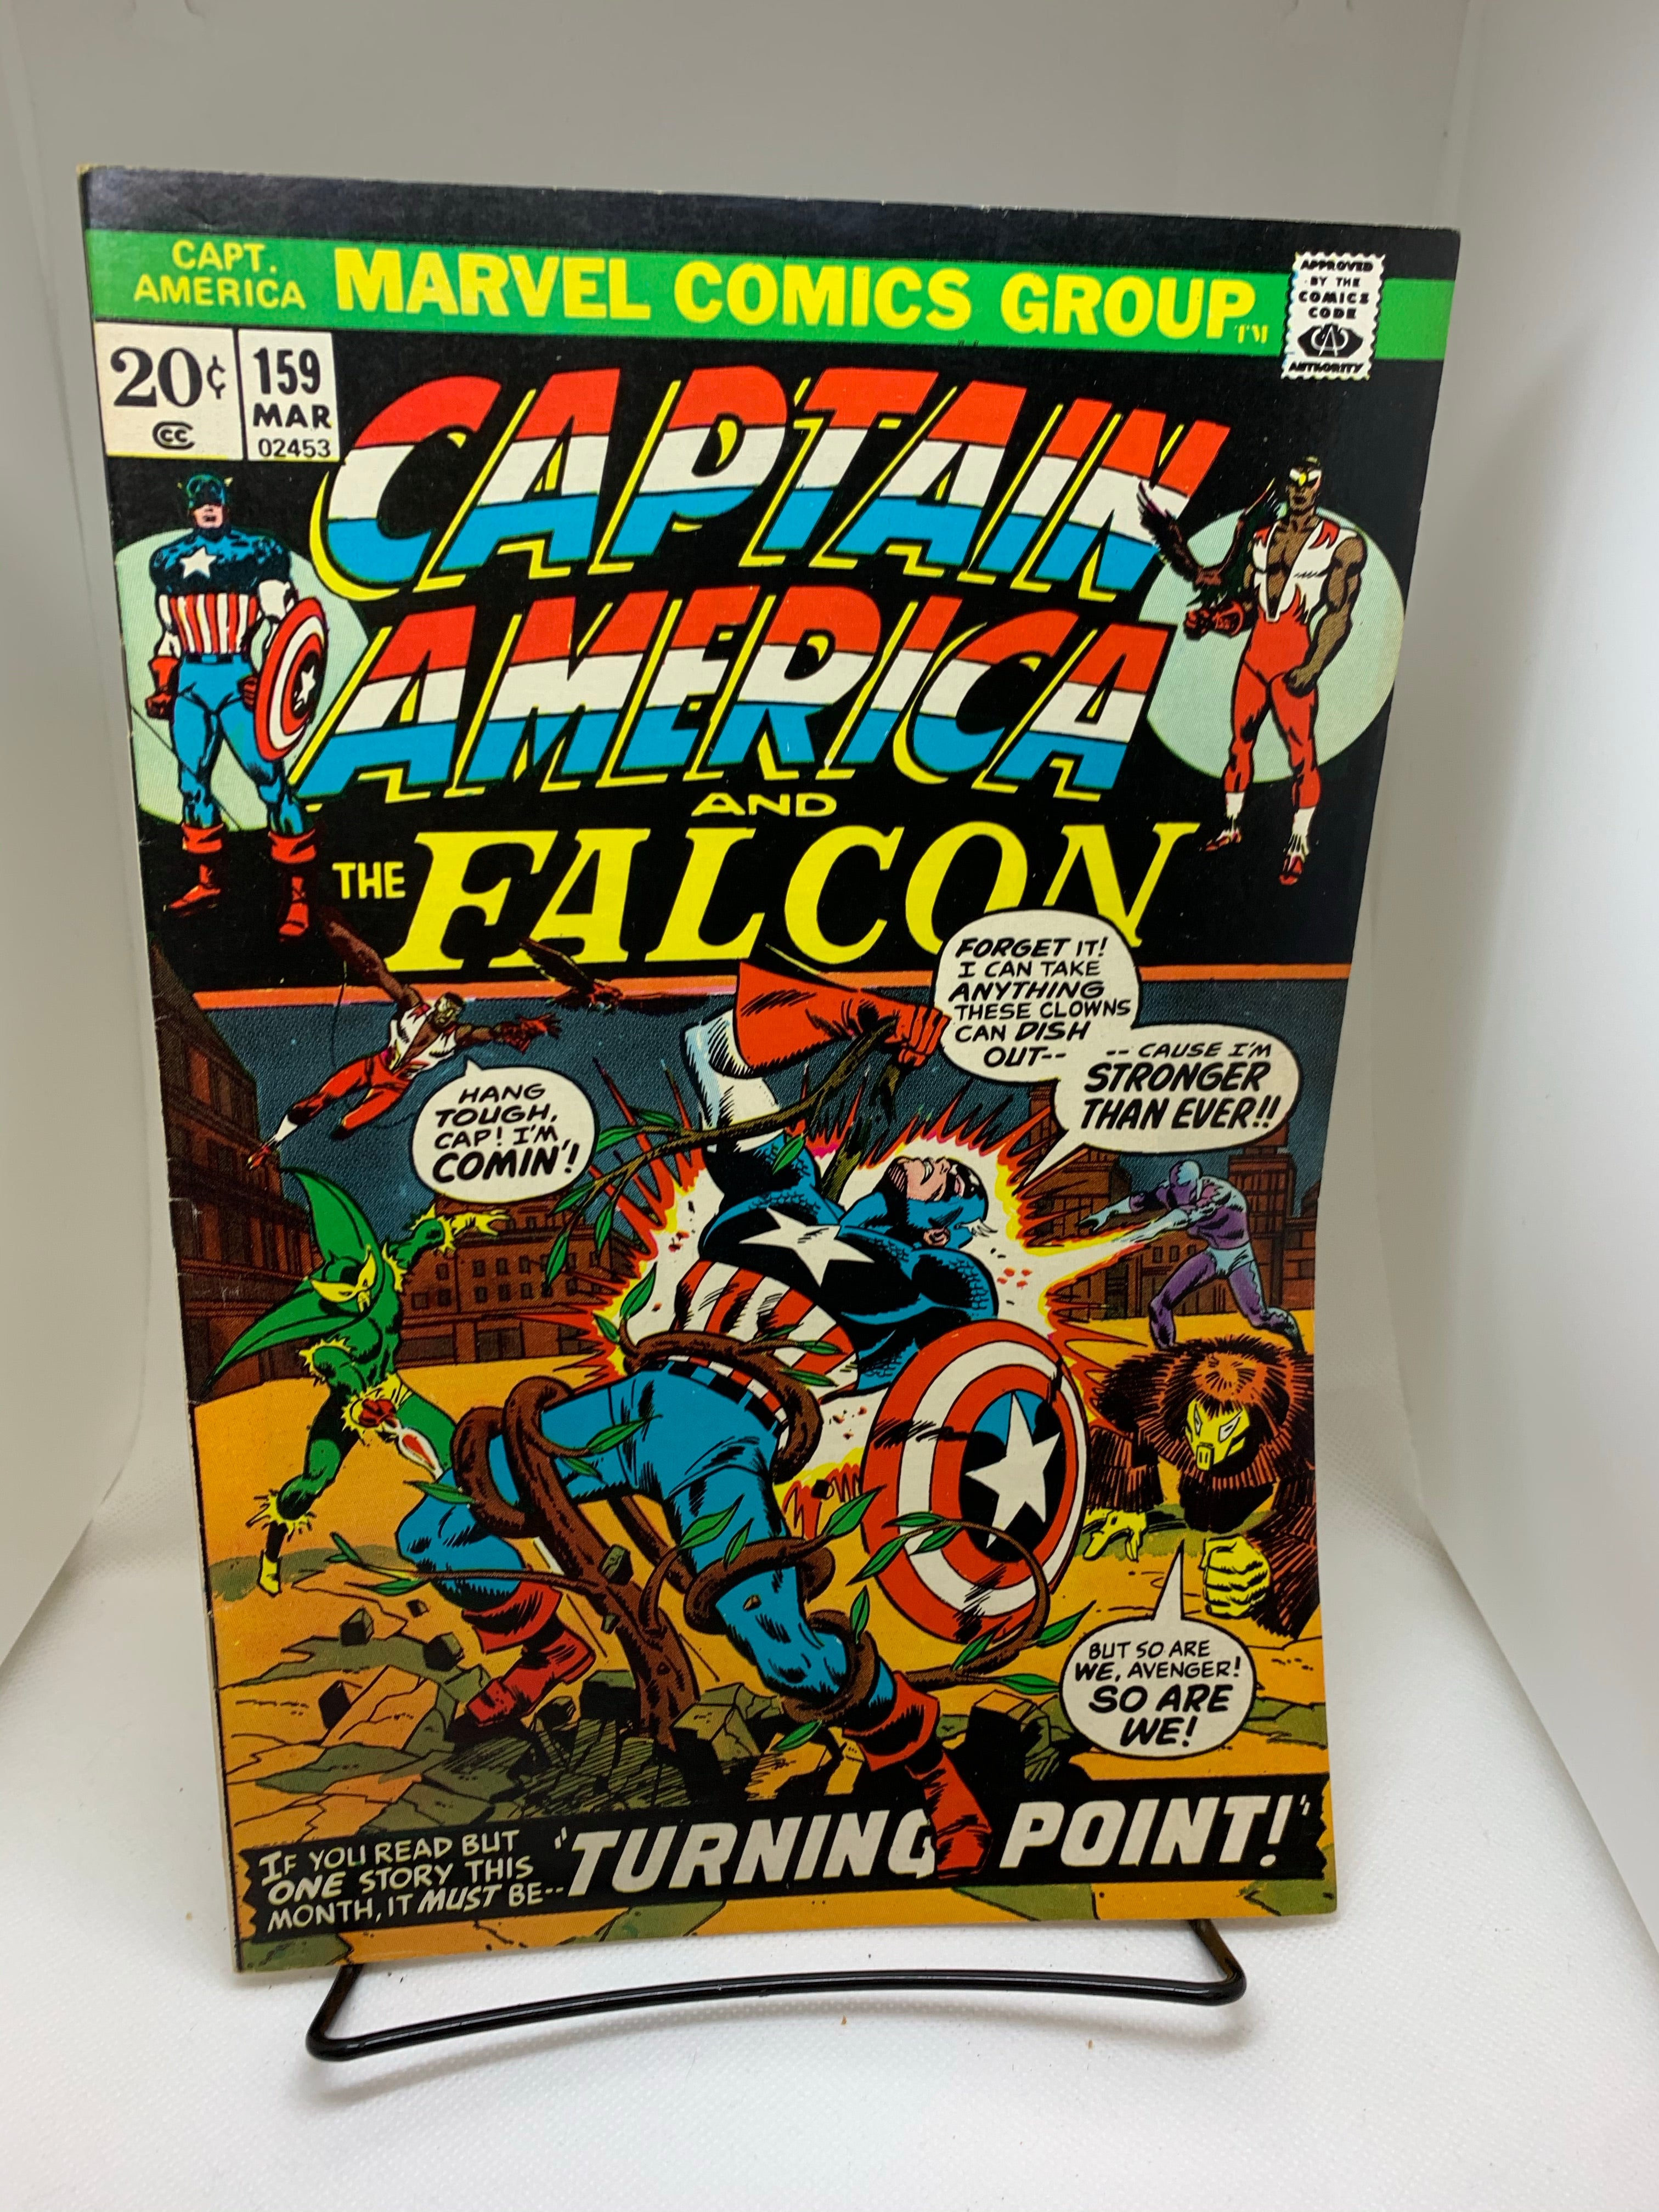 CAPT.
AMERICA
MARVEL COMICS GROUP TM
APPROVED
BY THE
COMICS
CODE
CA
AUTHORITY
20¢
CC
159
MAR
02453
CAPTAIN
AMERICA
AND
THE FALCON
FORGET IT!
I CAN TAKE
ANYTHING
THESE CLOWNS
CAN DISH
OUT--
-- CAUSE I'M
STRONGER
THAN EVER!!
HANG
TOUGH,
CAP! I'M
COMIN'!
BUT SO ARE
WE, AVENGER!
SO ARE
WE!
IF YOU READ BUT
ONE STORY THIS
MONTH, IT MUST BE--
"TURNING POINT!"